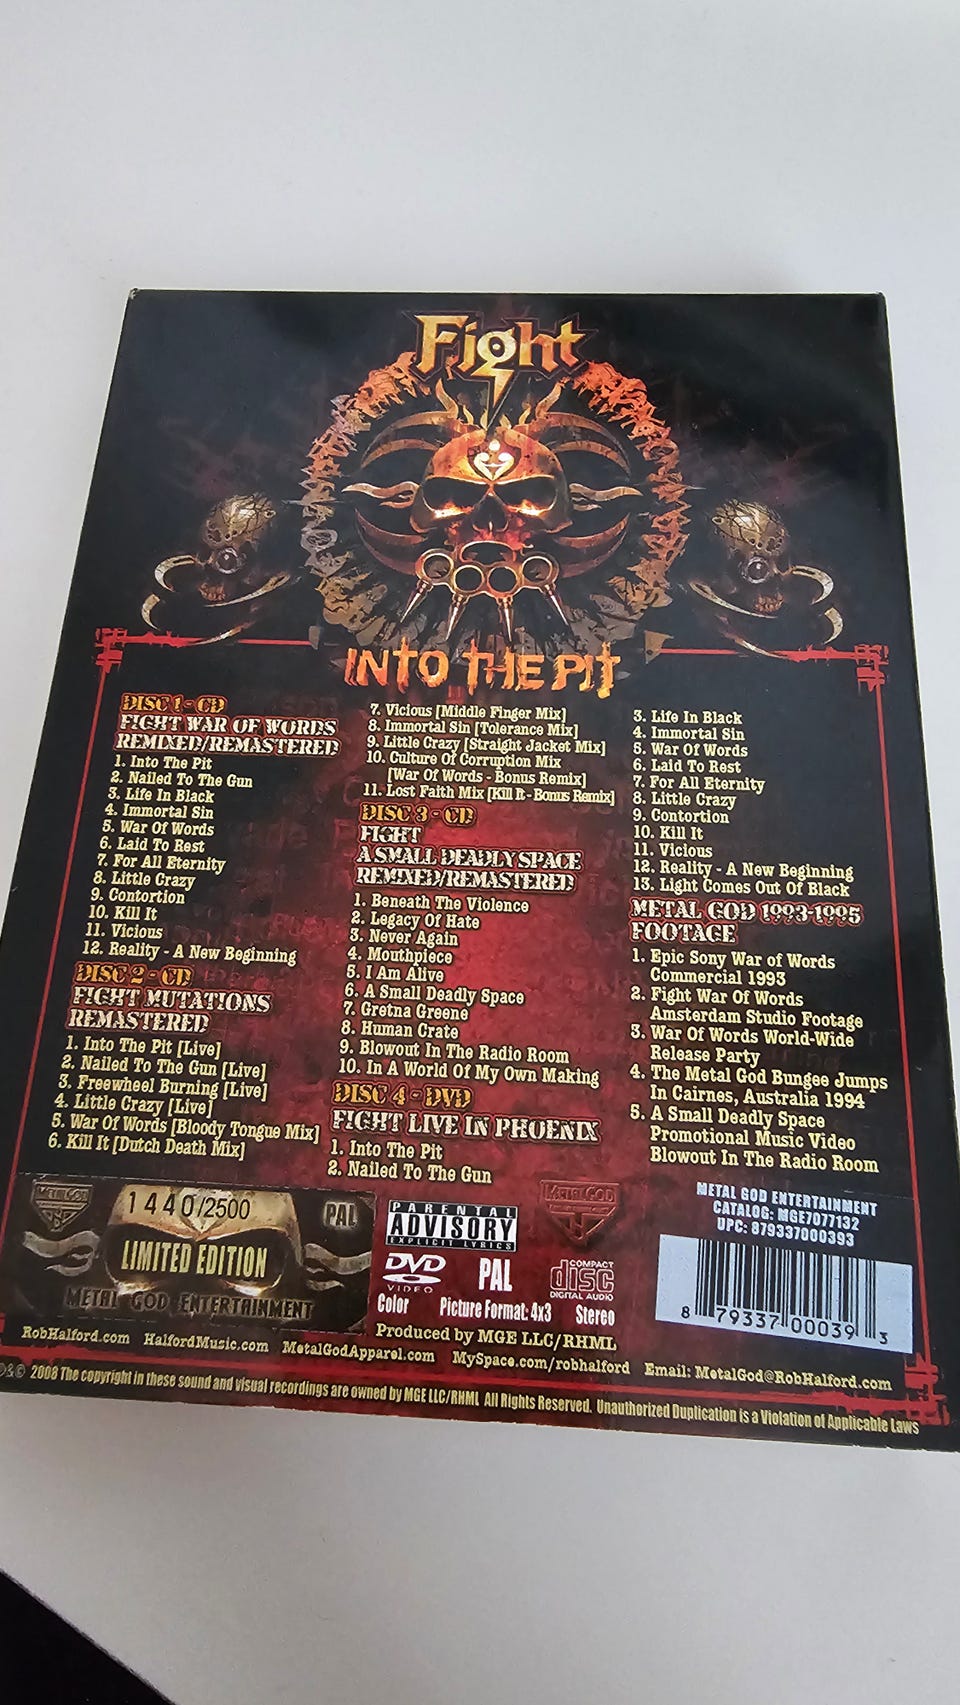 Fight
INTO THE PIT
DISC 1 - CD
FIGHT WAR OF WORDS
REMIXED/REMASTERED
1. Into The Pit
2. Nailed To The Gun
3. Life In Black
4. Immortal Sin
5. War Of Words
6. Laid To Rest
7. For All Eternity
8. Little Crazy
9. Contortion
10. Kill It
11. Vicious
12. Reality - A New Beginning
DISC 2 - CD
FIGHT MUTATIONS
REMASTERED
1. Into The Pit [Live]
2. Nailed To The Gun [Live]
3. Freewheel Burning [Live]
4. Little Crazy [Live]
5. War Of Words [Bloody Tongue Mix]
6. Kill It [Dutch Death Mix]
7. Vicious [Middle Finger Mix]
8. Immortal Sin [Tolerance Mix]
9. Little Crazy [Straight Jacket Mix]
10. Culture Of Corruption Mix
[War Of Words - Bonus Remix]
11. Lost Faith Mix [Kill It - Bonus Remix]
DISC 3 - CD
FIGHT
A SMALL DEADLY SPACE
REMIXED/REMASTERED
1. Beneath The Violence
2. Legacy Of Hate
3. Never Again
4. Mouthpiece
5. I Am Alive
6. A Small Deadly Space
7. Gretna Greene
8. Human Crate
9. Blowout In The Radio Room
10. In A World Of My Own Making
DISC 4 - DVD
FIGHT LIVE IN PHOENIX
1. Into The Pit
2. Nailed To The Gun
3. Life In Black
4. Immortal Sin
5. War Of Words
6. Laid To Rest
7. For All Eternity
8. Little Crazy
9. Contortion
10. Kill It
11. Vicious
12. Reality - A New Beginning
13. Light Comes Out Of Black
METAL GOD 1993-1995
FOOTAGE
1. Epic Sony War of Words
Commercial 1993
2. Fight War Of Words
Amsterdam Studio Footage
3. War Of Words World-Wide
Release Party
4. The Metal God Bungee Jumps
In Cairnes, Australia 1994
5. A Small Deadly Space
Promotional Music Video
Blowout In The Radio Room
METAL GOD
1440/2500
PAL
LIMITED EDITION
METAL GOD ENTERTAINMENT
PARENTAL
ADVISORY
EXPLICIT LYRICS
METAL GOD
DVD
VIDEO
PAL
COMPACT
disc
DIGITAL AUDIO
Color Picture Format: 4x3 Stereo
Produced by MGE LLC/RHML
METAL GOD ENTERTAINMENT
CATALOG: MGE7077132
UPC: 879337000393
8 79337 00039 3
RobHalford.com HalfordMusic.com MetalGodApparel.com MySpace.com/robhalford Email: MetalGod@RobHalford.com
℗&© 2008 The copyright in these sound and visual recordings are owned by MGE LLC/RHML All Rights Reserved. Unauthorized Duplication is a Violation of Applicable Laws